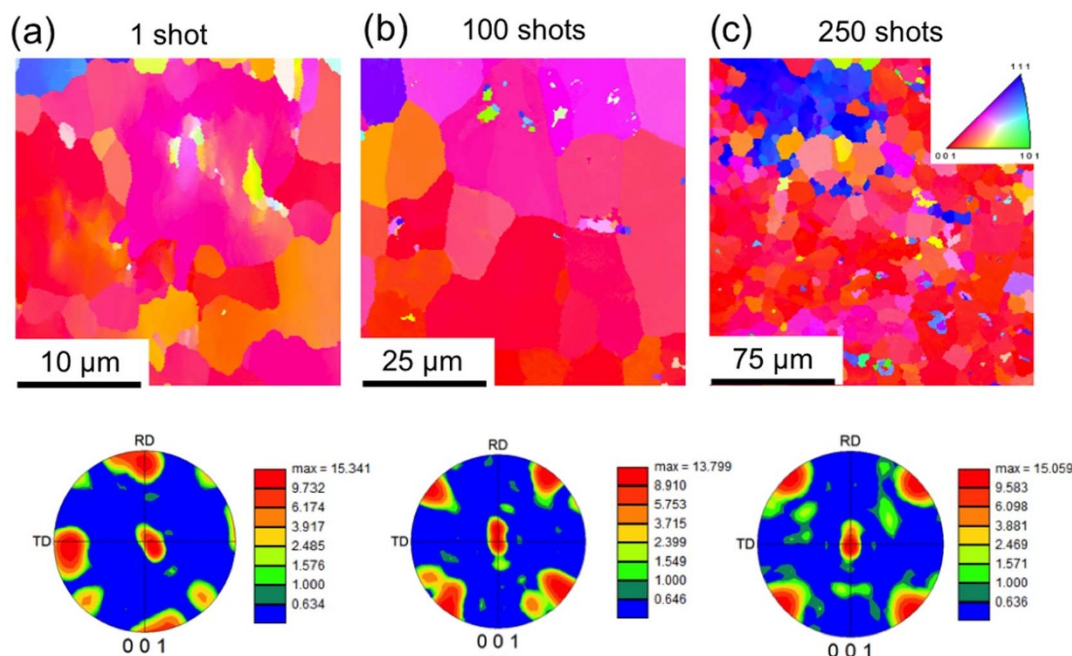 (a) 1 shot
(b) 100 shots
(c) 250 shots
1 1 1
0 0 1
1 0 1
10 µm
25 µm
75 µm
RD
TD
0 0 1
max = 15.341
9.732
6.174
3.917
2.485
1.576
1.000
0.634
RD
TD
0 0 1
max = 13.799
8.910
5.753
3.715
2.399
1.549
1.000
0.646
RD
TD
0 0 1
max = 15.059
9.583
6.098
3.881
2.469
1.571
1.000
0.636